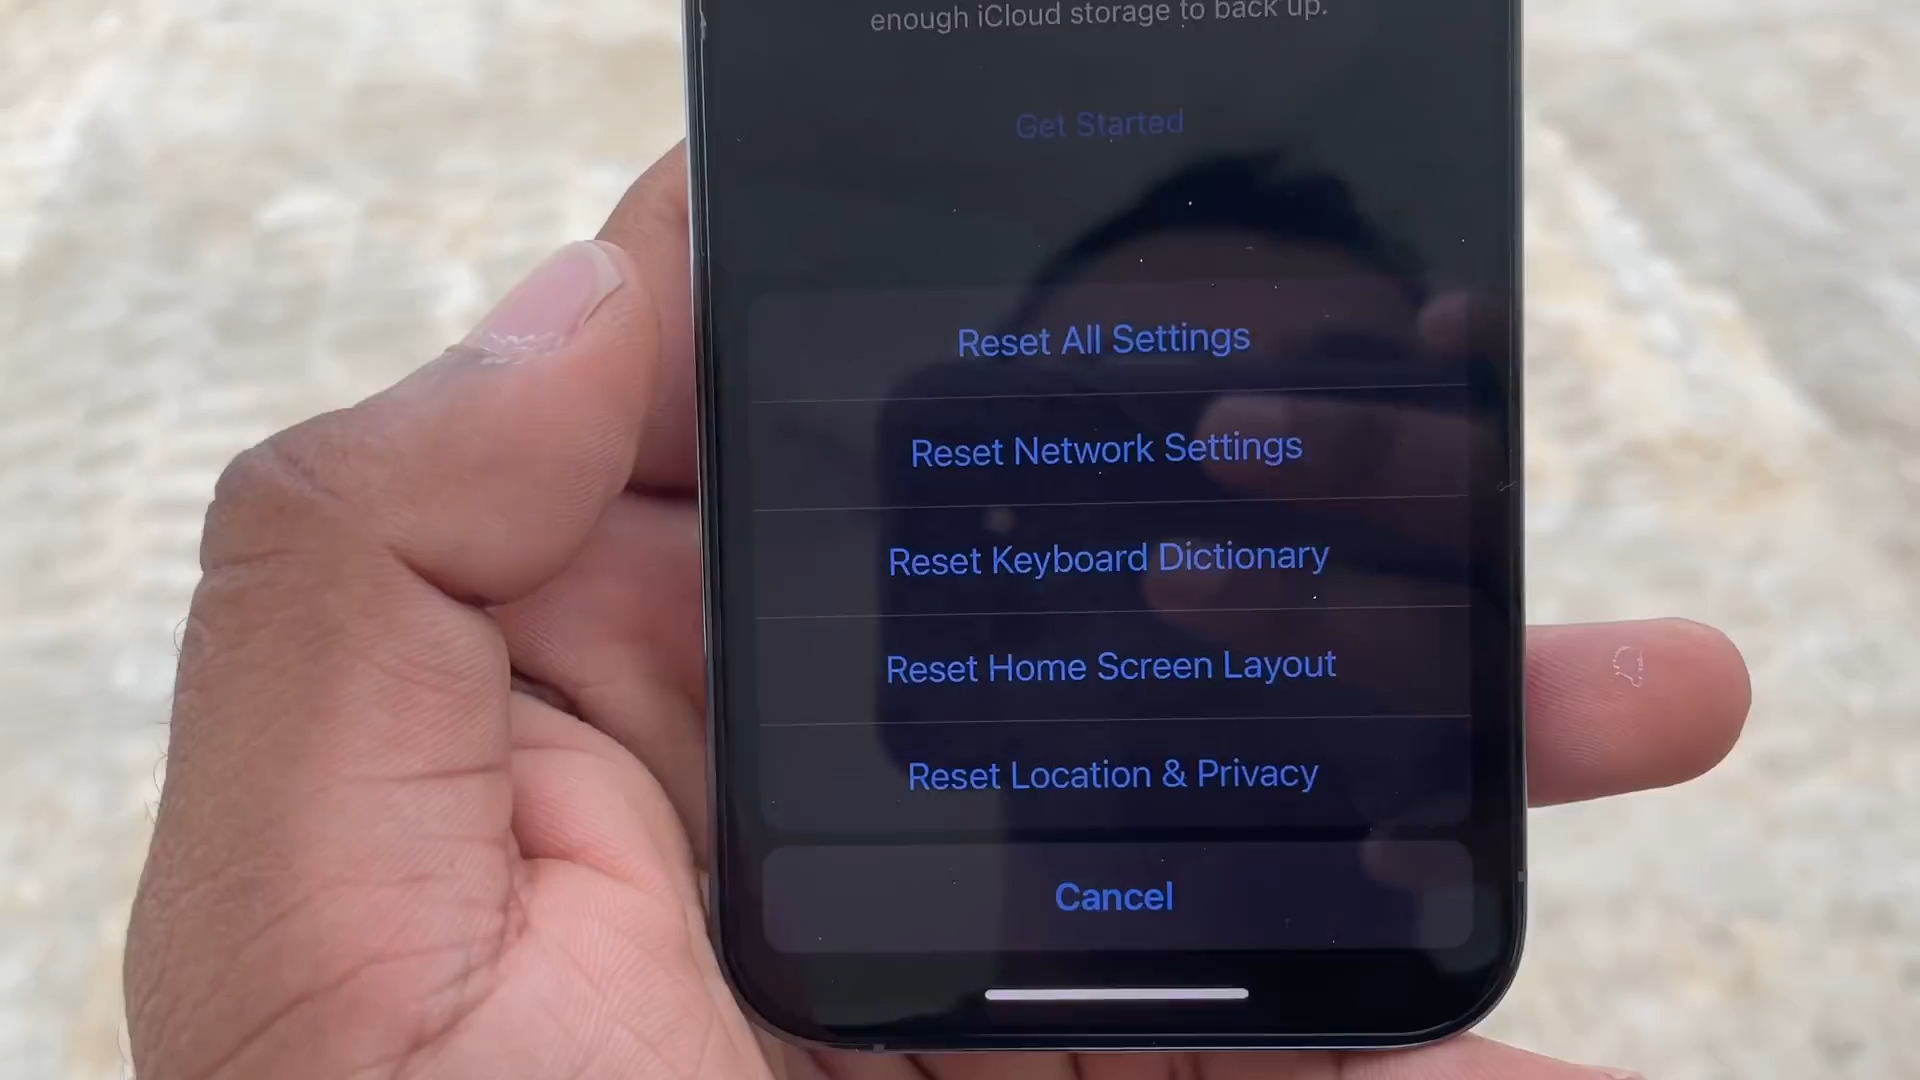 enough iCloud storage to back up.
Get Started
Reset All Settings
Reset Network Settings
Reset Keyboard Dictionary
Reset Home Screen Layout
Reset Location & Privacy
Cancel